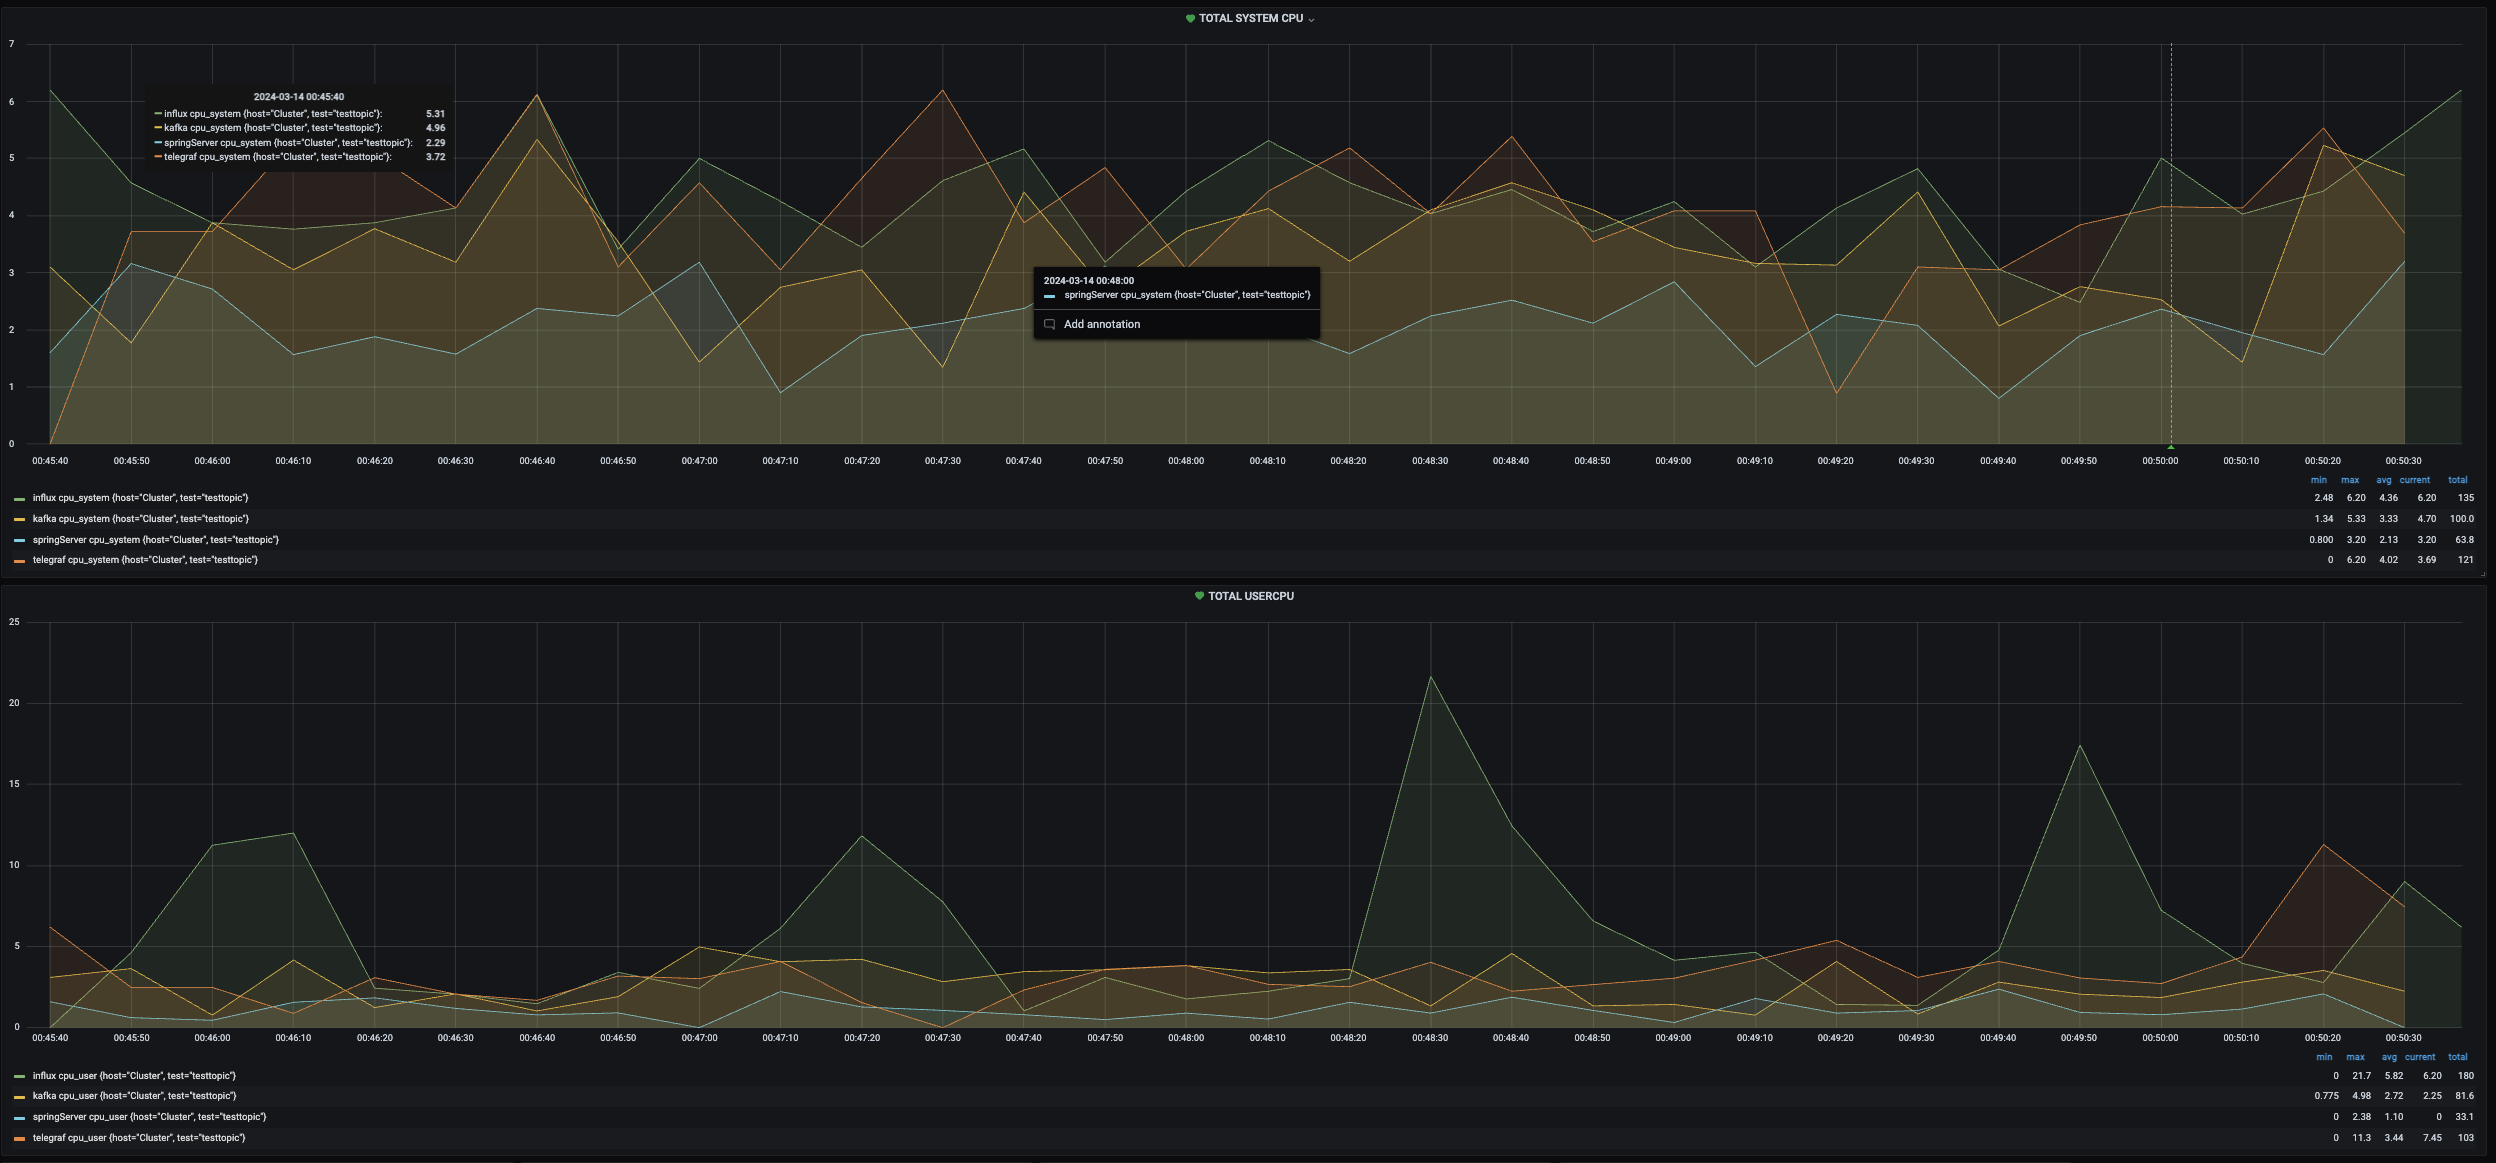 TOTAL SYSTEM CPU
7
6
5
4
3
2
1
0
2024-03-14 00:45:40
influx cpu_system {host="Cluster", test="testtopic"}: 5.31
kafka cpu_system {host="Cluster", test="testtopic"}: 4.96
springServer cpu_system {host="Cluster", test="testtopic"}: 2.29
telegraf cpu_system {host="Cluster", test="testtopic"}: 3.72
2024-03-14 00:48:00
springServer cpu_system {host="Cluster", test="testtopic"}
Add annotation
00:45:40 00:45:50 00:46:00 00:46:10 00:46:20 00:46:30 00:46:40 00:46:50 00:47:00 00:47:10 00:47:20 00:47:30 00:47:40 00:47:50 00:48:00 00:48:10 00:48:20 00:48:30 00:48:40 00:48:50 00:49:00 00:49:10 00:49:20 00:49:30 00:49:40 00:49:50 00:50:00 00:50:10 00:50:20 00:50:30
min max avg current total
influx cpu_system {host="Cluster", test="testtopic"} 2.48 6.20 4.36 6.20 135
kafka cpu_system {host="Cluster", test="testtopic"} 1.34 5.33 3.33 4.70 100.0
springServer cpu_system {host="Cluster", test="testtopic"} 0.800 3.20 2.13 3.20 63.8
telegraf cpu_system {host="Cluster", test="testtopic"} 0 6.20 4.02 3.69 121
TOTAL USERCPU
25
20
15
10
5
0
00:45:40 00:45:50 00:46:00 00:46:10 00:46:20 00:46:30 00:46:40 00:46:50 00:47:00 00:47:10 00:47:20 00:47:30 00:47:40 00:47:50 00:48:00 00:48:10 00:48:20 00:48:30 00:48:40 00:48:50 00:49:00 00:49:10 00:49:20 00:49:30 00:49:40 00:49:50 00:50:00 00:50:10 00:50:20 00:50:30
min max avg current total
influx cpu_user {host="Cluster", test="testtopic"} 0 21.7 5.82 6.20 180
kafka cpu_user {host="Cluster", test="testtopic"} 0.775 4.98 2.72 2.25 81.6
springServer cpu_user {host="Cluster", test="testtopic"} 0 2.38 1.10 0 33.1
telegraf cpu_user {host="Cluster", test="testtopic"} 0 11.3 3.44 7.45 103